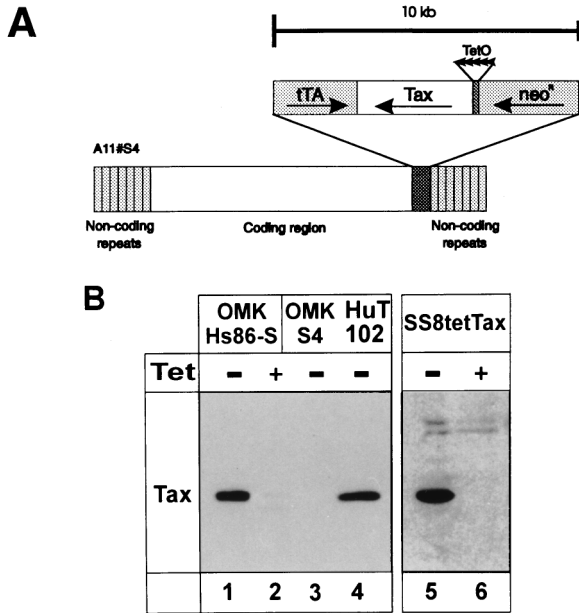 A
10 kb
TetO
tTA Tax neoR
A11#S4
Non-coding repeats
Coding region
Non-coding repeats
B
OMK Hs86-S
OMK S4
HuT 102
SS8tetTax
Tet - + - - - +
Tax
1 2 3 4 5 6